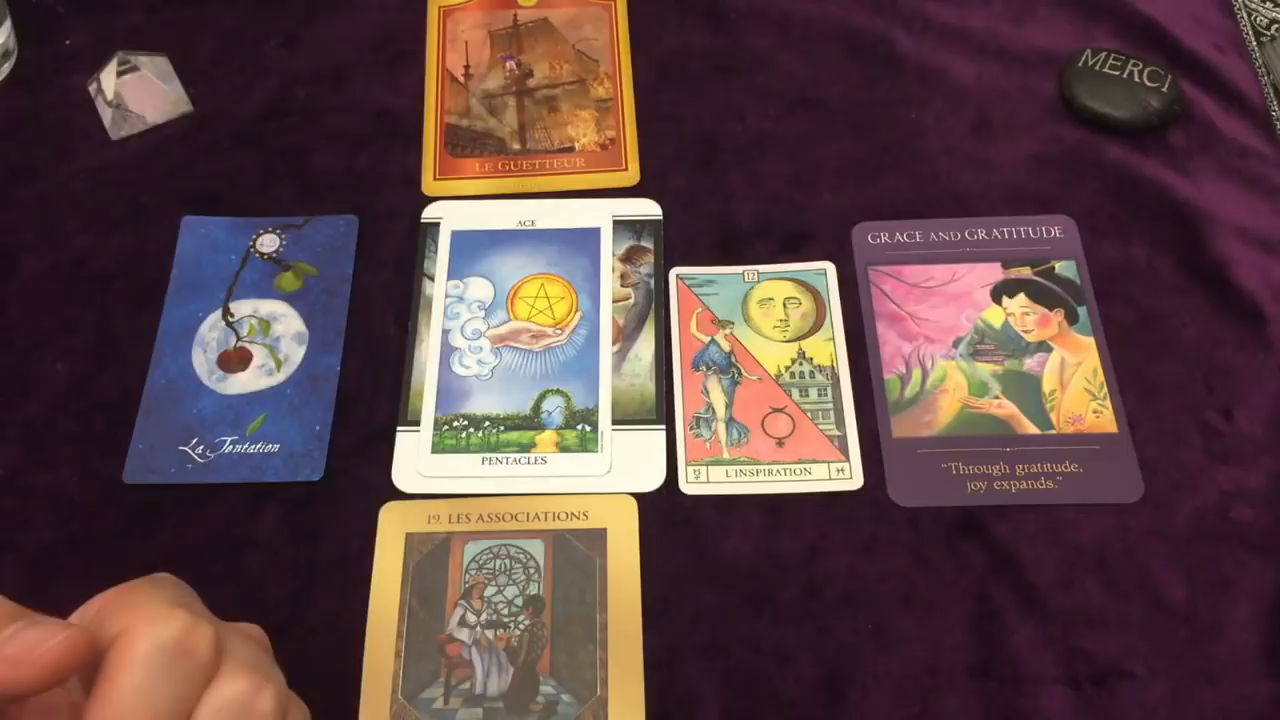 LE GUETTEUR
MERCI
La Tentation
ACE
PENTACLES
12
L'INSPIRATION
GRACE AND GRATITUDE
"Through gratitude,
joy expands."
19. LES ASSOCIATIONS